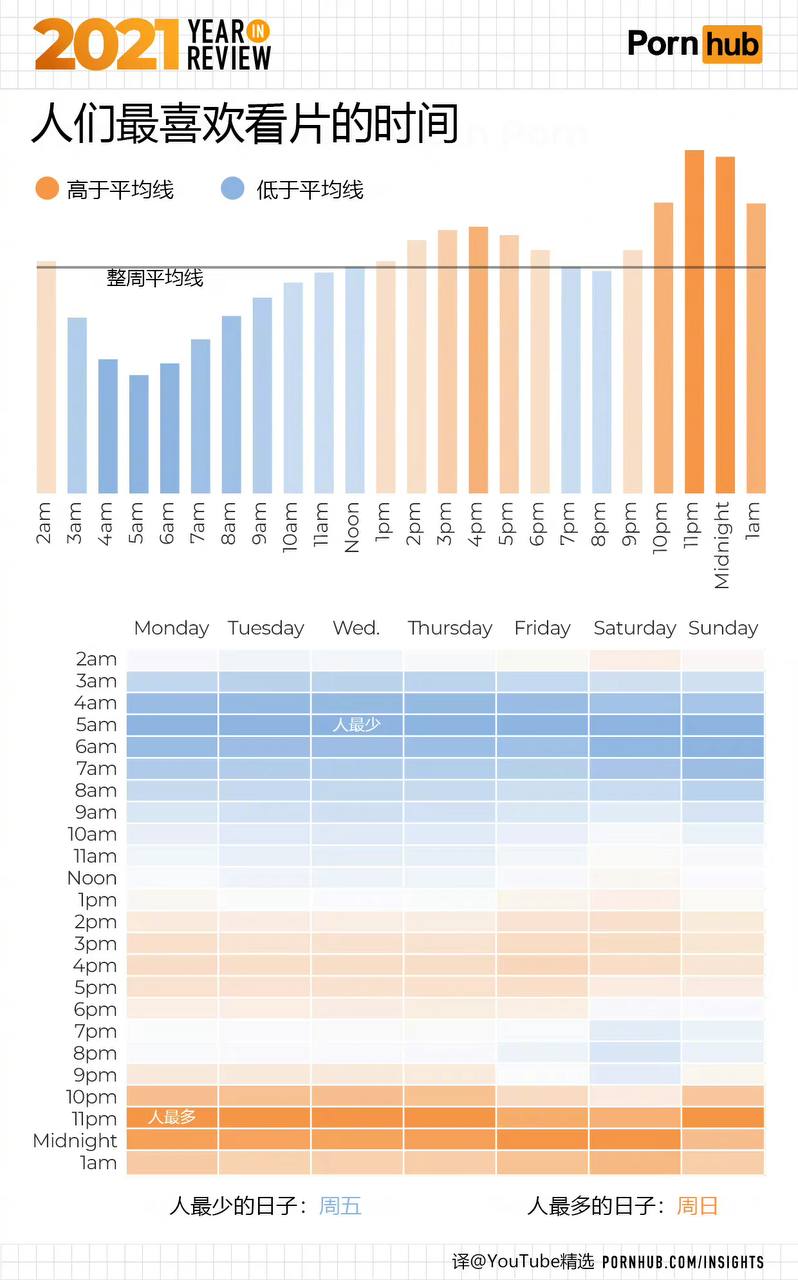 2021 YEAR IN REVIEW
Porn hub
人们最喜欢看片的时间
高于平均线 低于平均线
整周平均线
2am 3am 4am 5am 6am 7am 8am 9am 10am 11am Noon 1pm 2pm 3pm 4pm 5pm 6pm 7pm 8pm 9pm 10pm 11pm Midnight 1am
Monday Tuesday Wed. Thursday Friday Saturday Sunday
2am
3am
4am
5am 人最少
6am
7am
8am
9am
10am
11am
Noon
1pm
2pm
3pm
4pm
5pm
6pm
7pm
8pm
9pm
10pm
11pm 人最多
Midnight
1am
人最少的日子：周五 人最多的日子：周日
译@YouTube精选 PORNHUB.COM/INSIGHTS